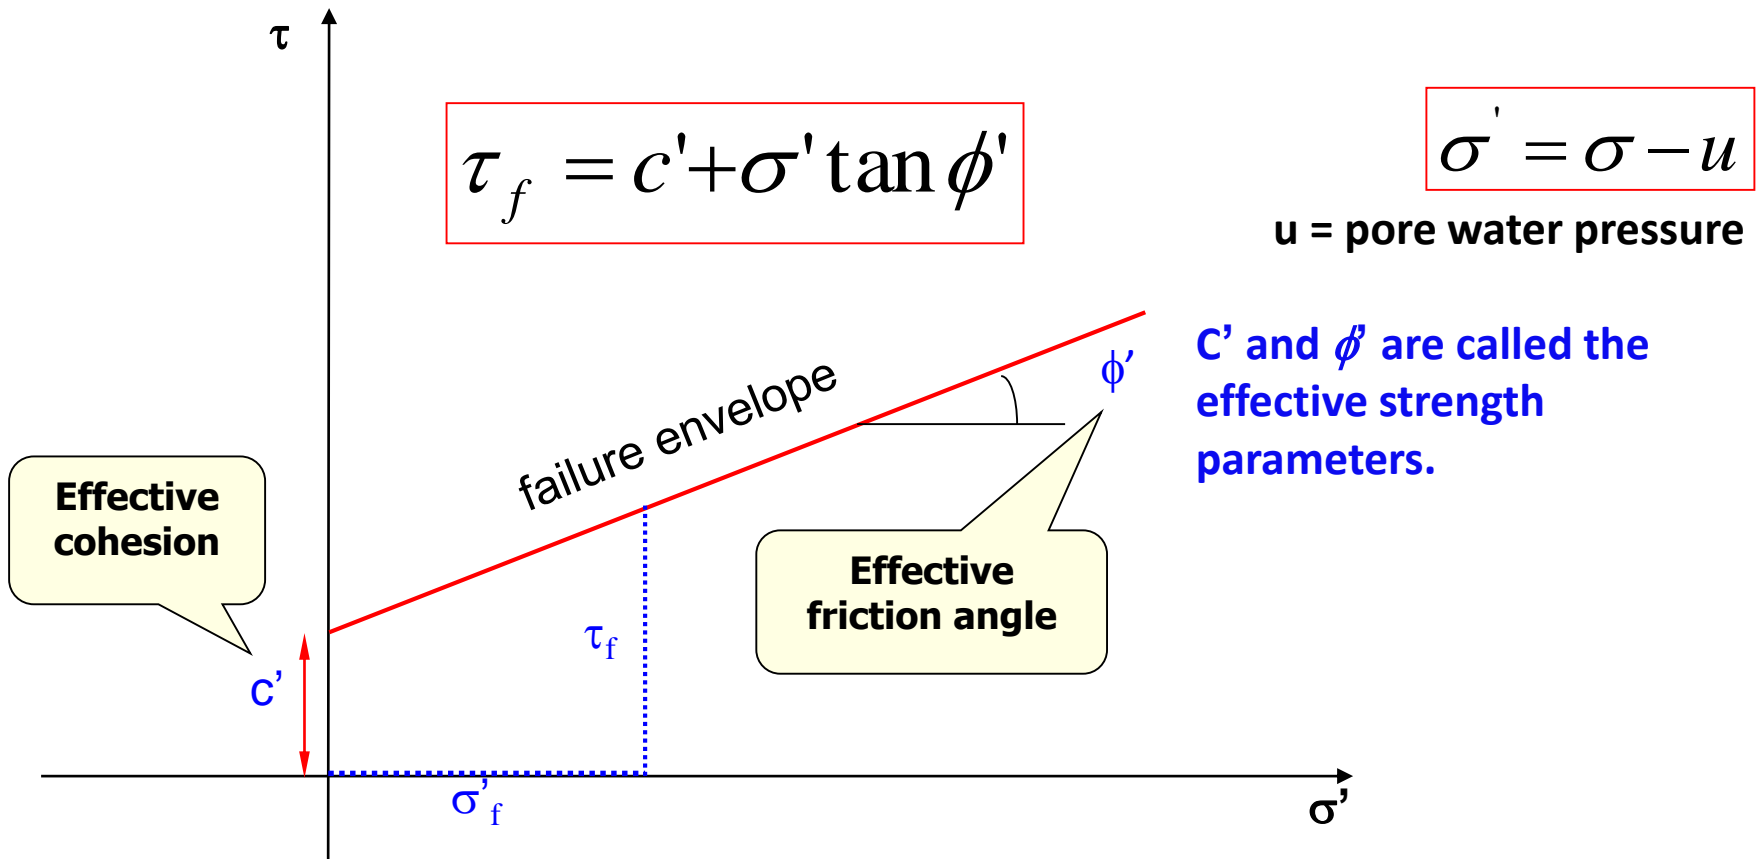 τ
τ_f = c'+σ' tan ϕ'
σ' = σ − u
u = pore water pressure
C’ and ϕ’ are called the
effective strength
parameters.
failure envelope
ϕ’
Effective
cohesion
Effective
friction angle
τf
c’
σ’f
σ’